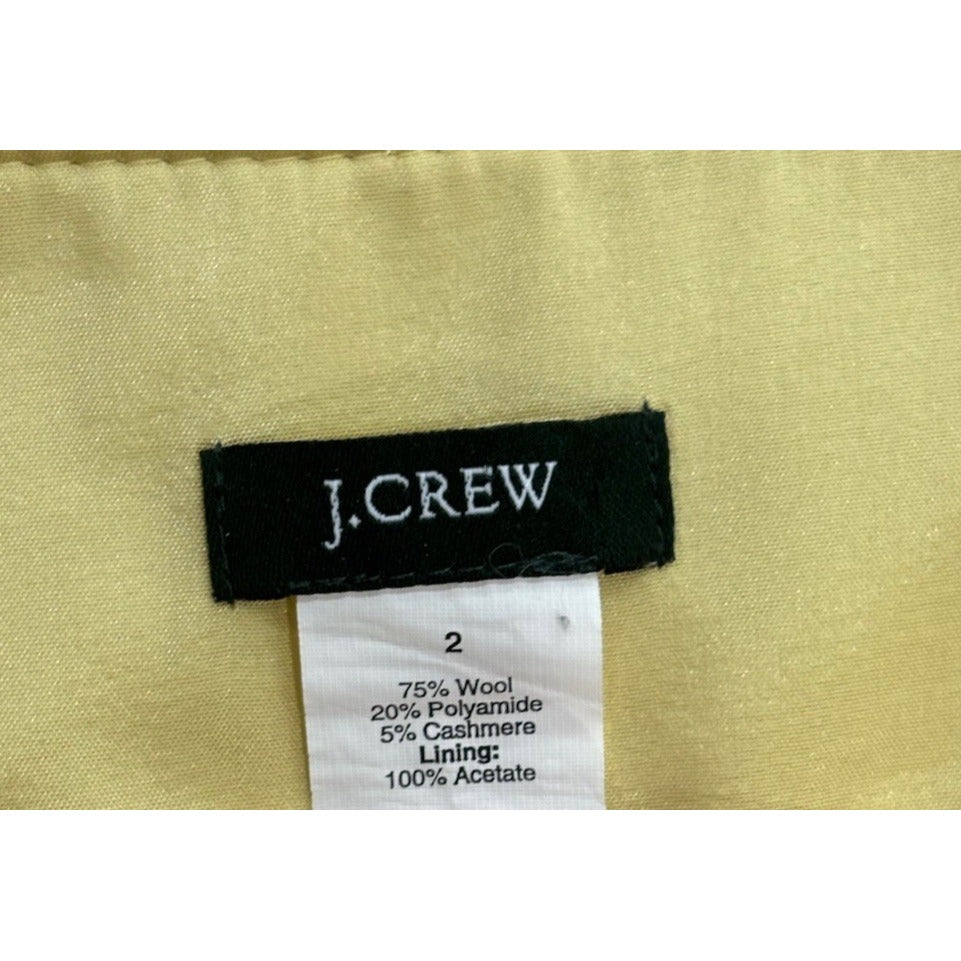 J.CREW
2
75% Wool
20% Polyamide
5% Cashmere
Lining:
100% Acetate